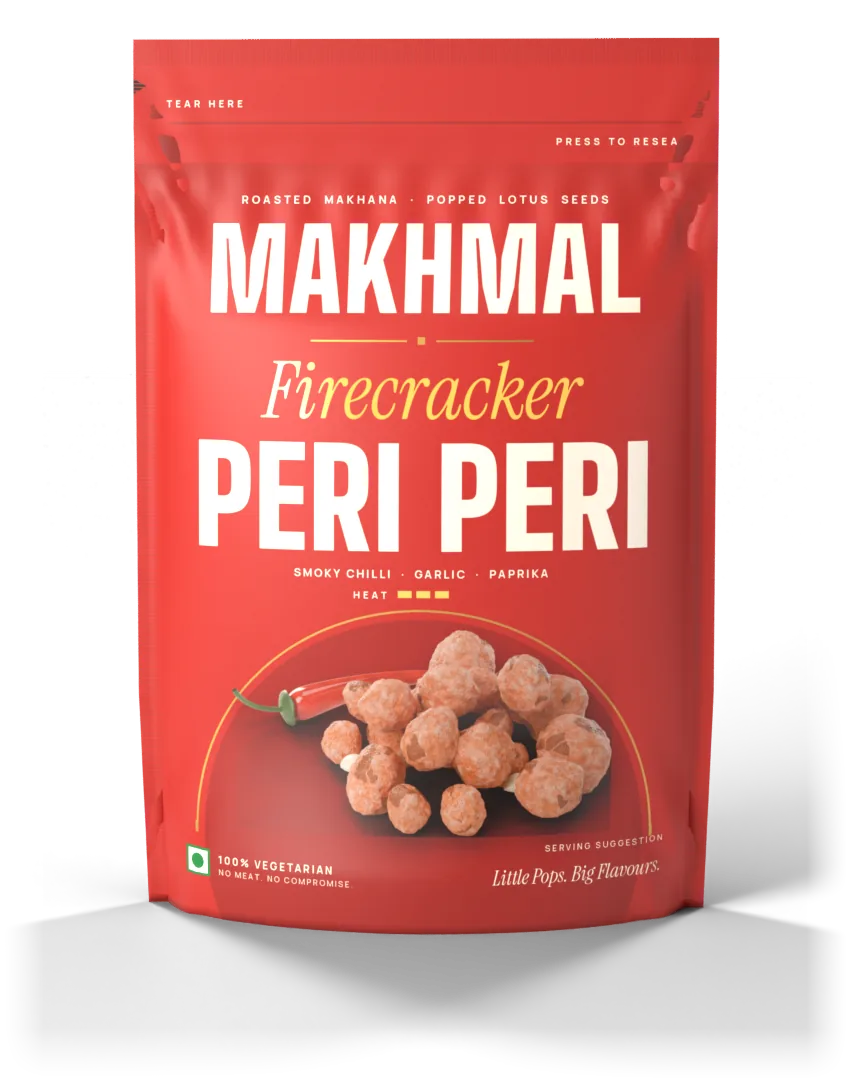 TEAR HERE
PRESS TO RESEA
ROASTED MAKHANA · POPPED LOTUS SEEDS
MAKHMAL
Firecracker
PERI PERI
SMOKY CHILLI · GARLIC · PAPRIKA
HEAT
SERVING SUGGESTION
100% VEGETARIAN
NO MEAT. NO COMPROMISE.
Little Pops. Big Flavours.